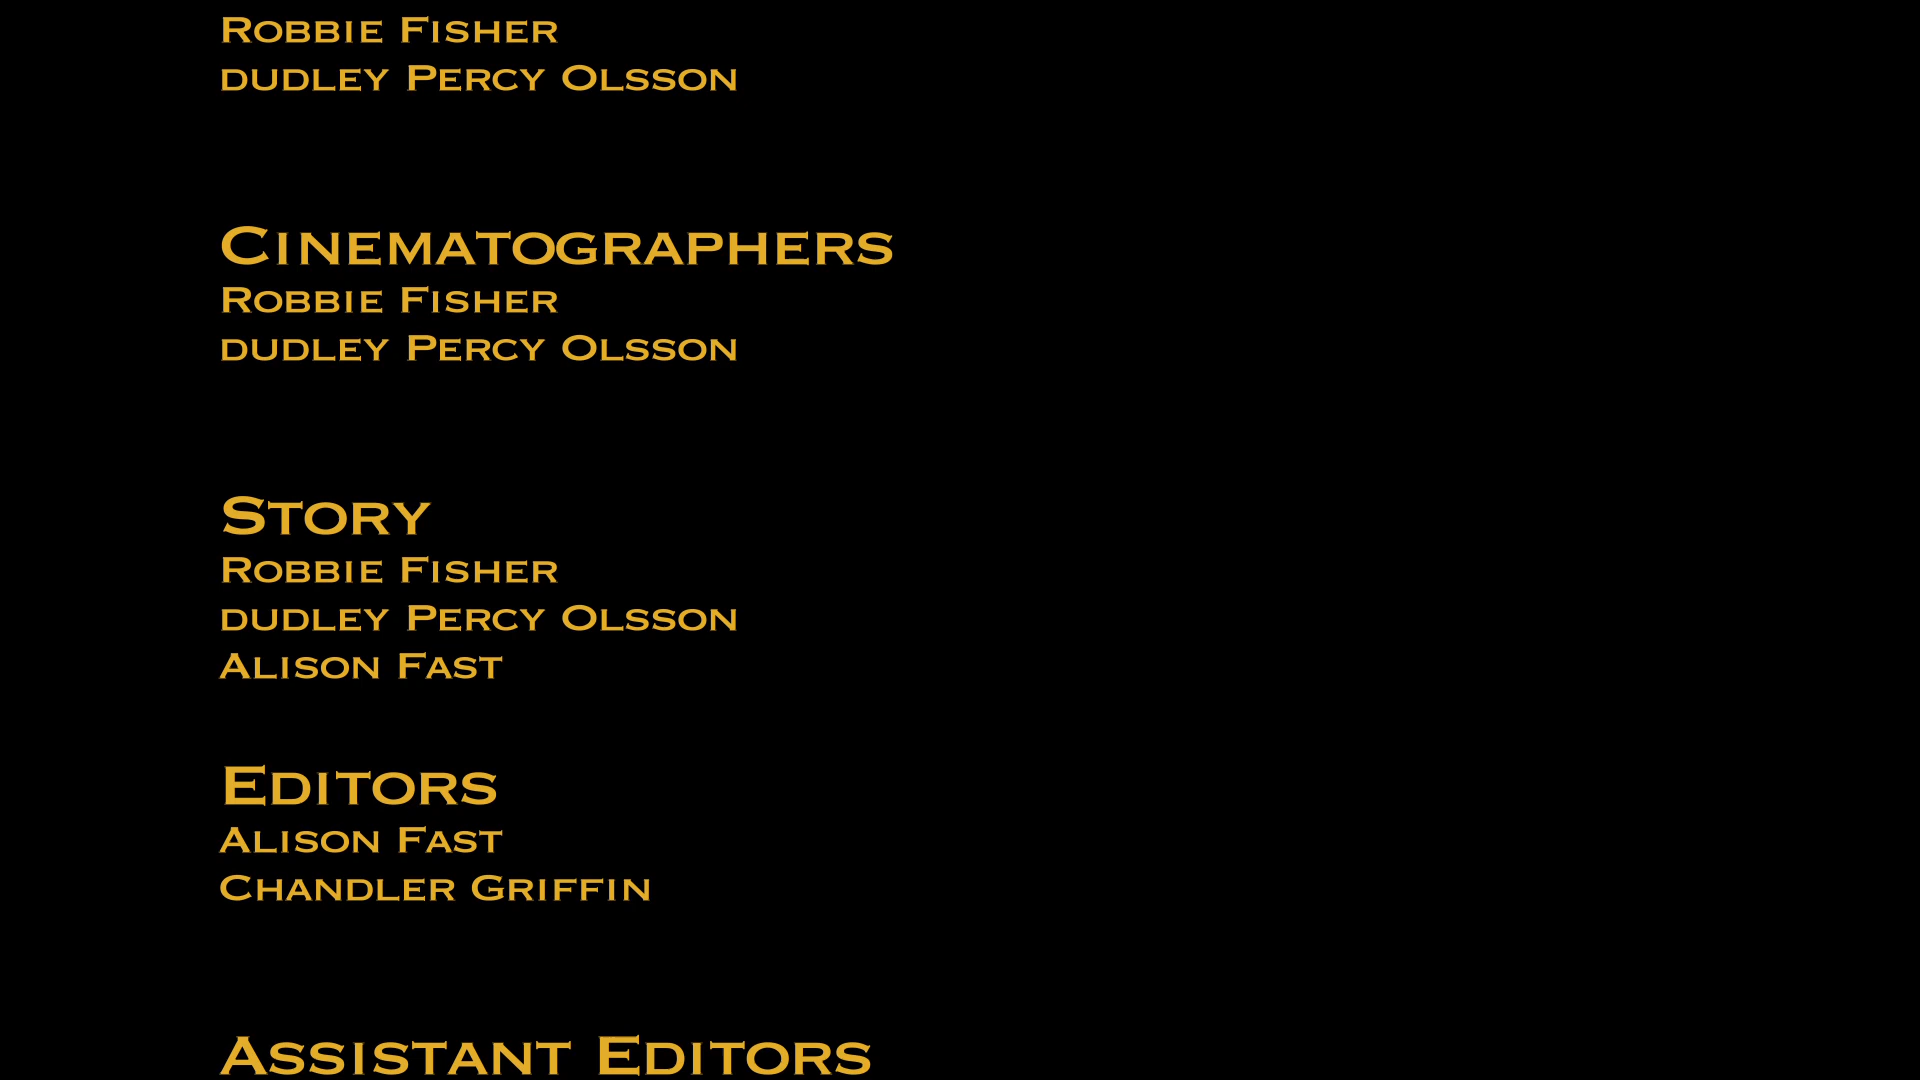 Robbie Fisher
dudley Percy Olsson
Cinematographers
Robbie Fisher
dudley Percy Olsson
Story
Robbie Fisher
dudley Percy Olsson
Alison Fast
Editors
Alison Fast
Chandler Griffin
Assistant Editors